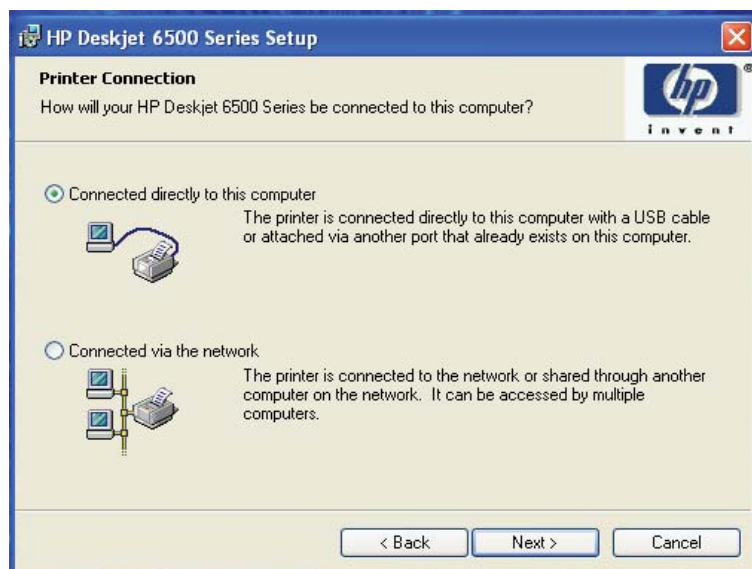 HP Deskjet 6500 Series Setup
Printer Connection
How will your HP Deskjet 6500 Series be connected to this computer?
hp
®
invent
Connected directly to this computer
The printer is connected directly to this computer with a USB cable
or attached via another port that already exists on this computer.
Connected via the network
The printer is connected to the network or shared through another
computer on the network. It can be accessed by multiple
computers.
< Back
Next >
Cancel